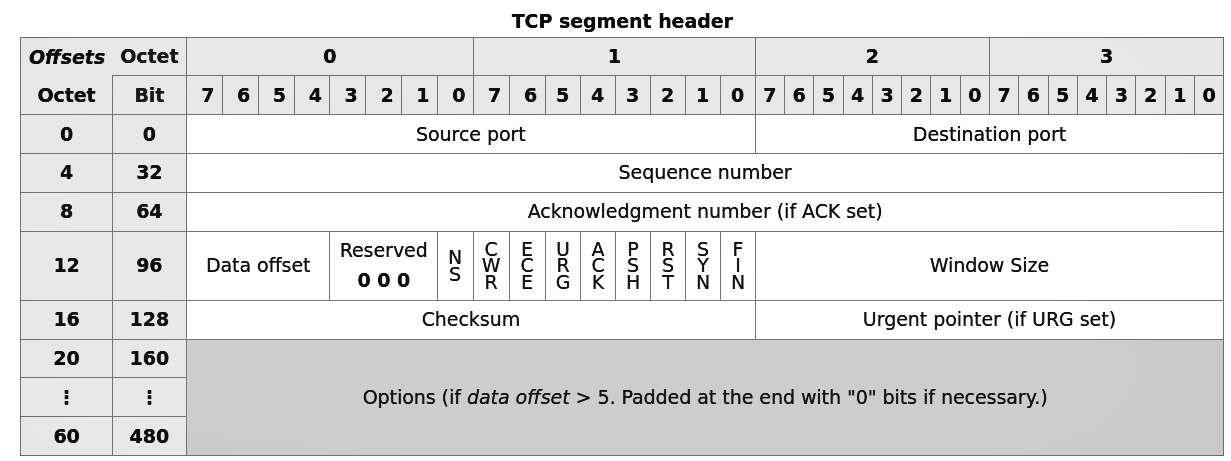 TCP segment header
Offsets Octet 0 1 2 3
Octet Bit 7 6 5 4 3 2 1 0 7 6 5 4 3 2 1 0 7 6 5 4 3 2 1 0 7 6 5 4 3 2 1 0
0 0 Source port Destination port
4 32 Sequence number
8 64 Acknowledgment number (if ACK set)
12 96 Data offset Reserved 0 0 0 NS CWR ECE URG ACK PSH RST SYN FIN Window Size
16 128 Checksum Urgent pointer (if URG set)
20 160
⋮ ⋮ Options (if data offset > 5. Padded at the end with "0" bits if necessary.)
60 480